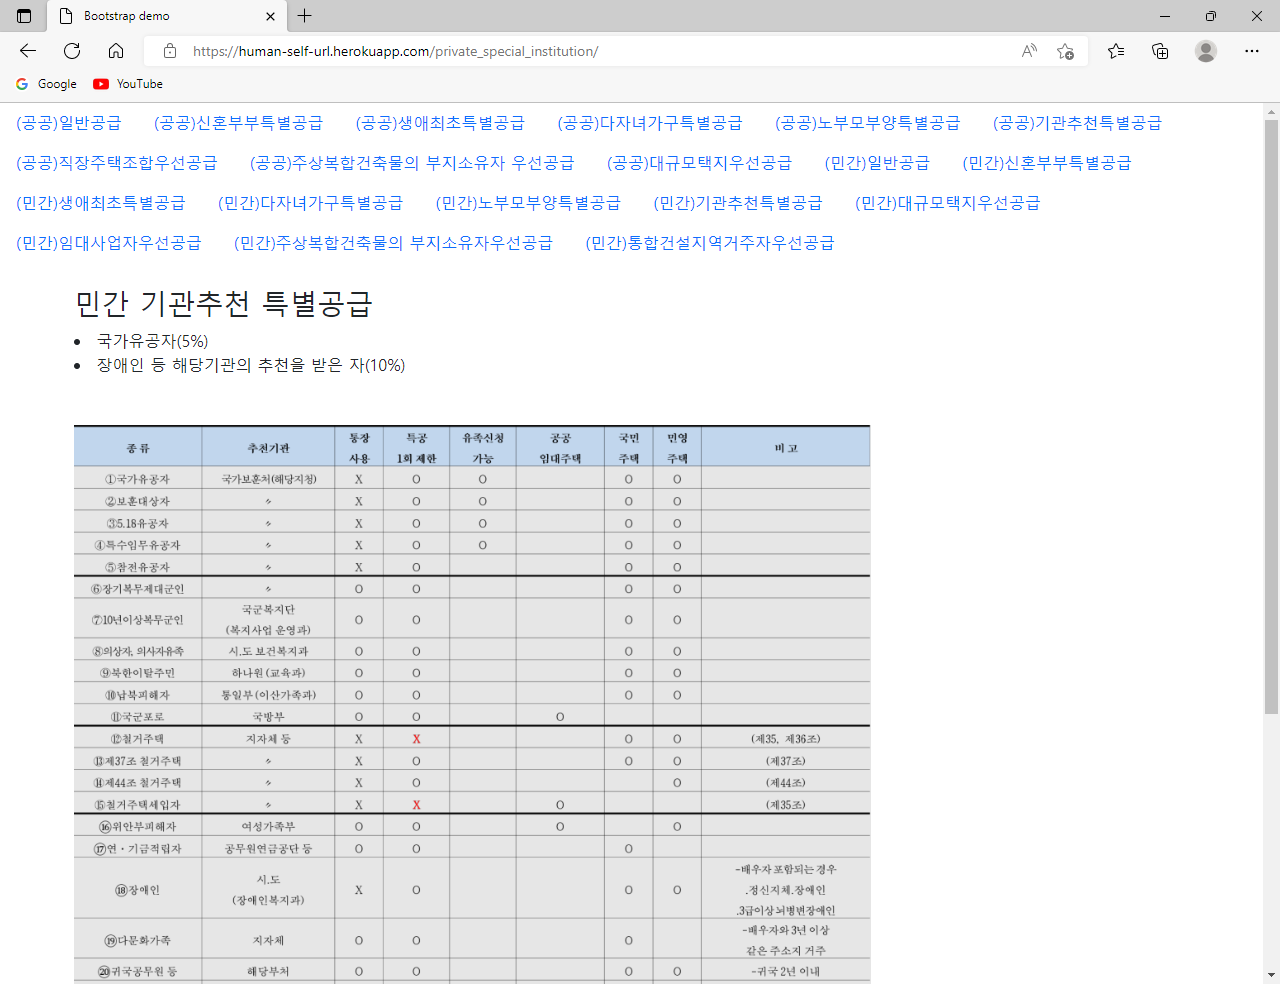 Bootstrap demo
https://human-self-url.herokuapp.com/private_special_institution/
Google YouTube
(공공)일반공급 (공공)신혼부부특별공급 (공공)생애최초특별공급 (공공)다자녀가구특별공급 (공공)노부모부양특별공급 (공공)기관추천특별공급
(공공)직장주택조합우선공급 (공공)주상복합건축물의 부지소유자 우선공급 (공공)대규모택지우선공급 (민간)일반공급 (민간)신혼부부특별공급
(민간)생애최초특별공급 (민간)다자녀가구특별공급 (민간)노부모부양특별공급 (민간)기관추천특별공급 (민간)대규모택지우선공급
(민간)임대사업자우선공급 (민간)주상복합건축물의 부지소유자우선공급 (민간)통합건설지역거주자우선공급
민간 기관추천 특별공급
• 국가유공자(5%)
• 장애인 등 해당기관의 추천을 받은 자(10%)
종 류 추천기관 통장 사용 특공 1회 제한 유족신청 가능 공공 임대주택 국민 주택 민영 주택 비 고
①국가유공자 국가보훈처(해당지청) X O O O O
②보훈대상자 〃 X O O O O
③5.18유공자 〃 X O O O O
④특수임무유공자 〃 X O O O O
⑤참전유공자 〃 X O O O
⑥장기복무제대군인 〃 O O O O
⑦10년이상복무군인 국군복지단 (복지사업 운영과) O O O O
⑧의상자, 의사자유족 시.도 보건복지과 O O O O
⑨북한이탈주민 하나원 (교육과) O O O O
⑩납북피해자 통일부 (이산가족과) O O O O
⑪국군포로 국방부 O O O
⑫철거주택 지자체 등 X X O O (제35, 제36조)
⑬제37조 철거주택 〃 X O O O (제37조)
⑭제44조 철거주택 〃 X O O (제44조)
⑮철거주택세입자 〃 X X O (제35조)
⑯위안부피해자 여성가족부 O O O O
⑰연・기금적립자 공무원연금공단 등 O O O
⑱장애인 시.도 (장애인복지과) X O O O -배우자 포함되는 경우 .정신지체.장애인 .3급이상 뇌병변장애인
⑲다문화가족 지자체 O O O -배우자와 3년 이상 같은 주소지 거주
⑳귀국공무원 등 해당부처 O O O O -귀국 2년 이내